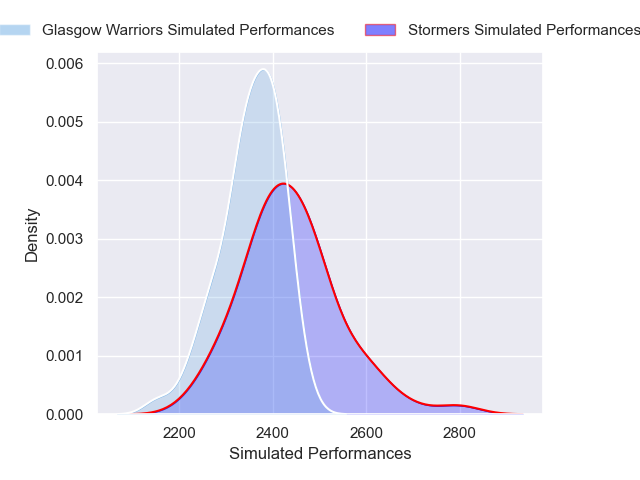 Glasgow Warriors Simulated Performances Stormers Simulated Performances
0.006
0.005
0.004
0.003
0.002
0.001
0.000
Density
2200 2400 2600 2800
Simulated Performances